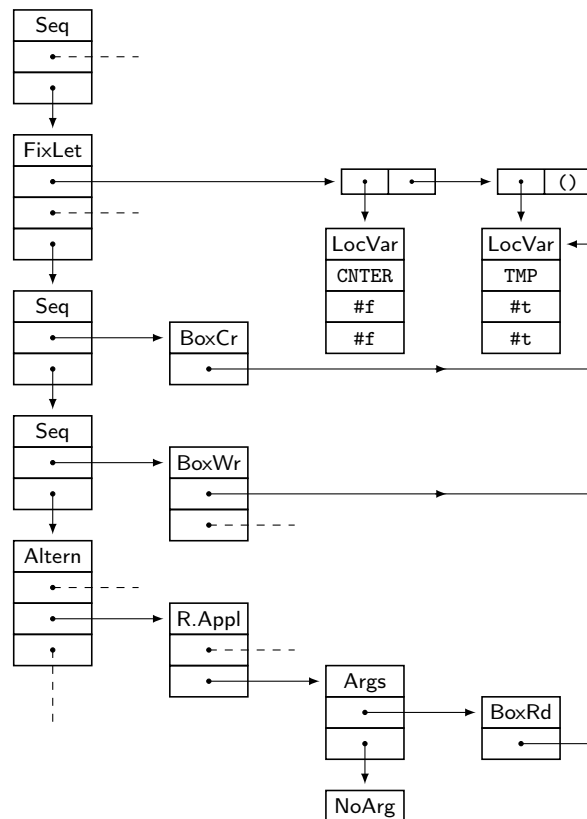 Seq
FixLet
()
LocVar LocVar
CNTER TMP
#f #t
#f #t
Seq
BoxCr
Seq
BoxWr
Altern
R.Appl
Args
BoxRd
NoArg